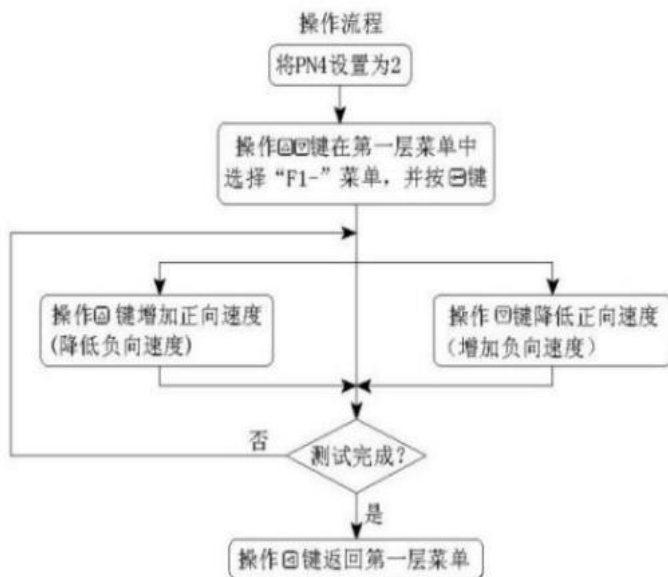 操作流程
将PN4设置为2
操作△▽键在第一层菜单中
选择“F1-”菜单，并按键
操作△键增加正向速度
(降低负向速度)
操作▽键降低正向速度
（增加负向速度）
否
测试完成？
是
操作◁键返回第一层菜单